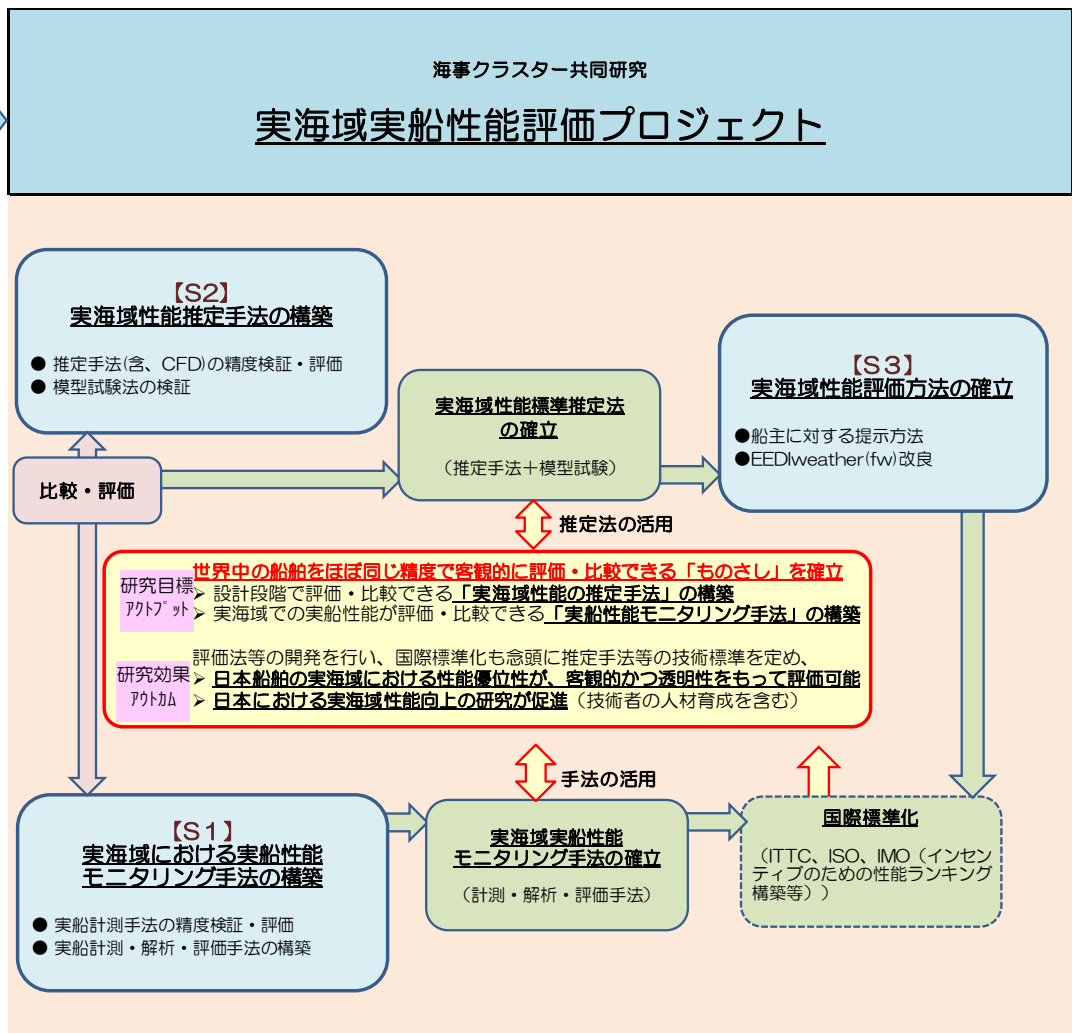 海事クラスター共同研究
実海域実船性能評価プロジェクト
【S2】
実海域性能推定手法の構築
● 推定手法(含、CFD)の精度検証・評価
● 模型試験法の検証
比較・評価
実海域性能標準推定法
の確立
（推定手法＋模型試験）
【S３】
実海域性能評価方法の確立
●船主に対する提示方法
●EEDIweather(fw)改良
推定法の活用
研究目標
ｱｳﾄﾌﾟｯﾄ
世界中の船舶をほぼ同じ精度で客観的に評価・比較できる「ものさし」を確立
➢ 設計段階で評価・比較できる「実海域性能の推定手法」の構築
➢ 実海域での実船性能が評価・比較できる「実船性能モニタリング手法」の構築
研究効果
ｱｳﾄｶﾑ
評価法等の開発を行い、国際標準化も念頭に推定手法等の技術標準を定め、
➢ 日本船舶の実海域における性能優位性が、客観的かつ透明性をもって評価可能
➢ 日本における実海域性能向上の研究が促進（技術者の人材育成を含む）
手法の活用
【S１】
実海域における実船性能
モニタリング手法の構築
● 実船計測手法の精度検証・評価
● 実船計測・解析・評価手法の構築
実海域実船性能
モニタリング手法の確立
（計測・解析・評価手法）
国際標準化
（ITTC、ISO、IMO（インセン
ティブのための性能ランキング
構築等））